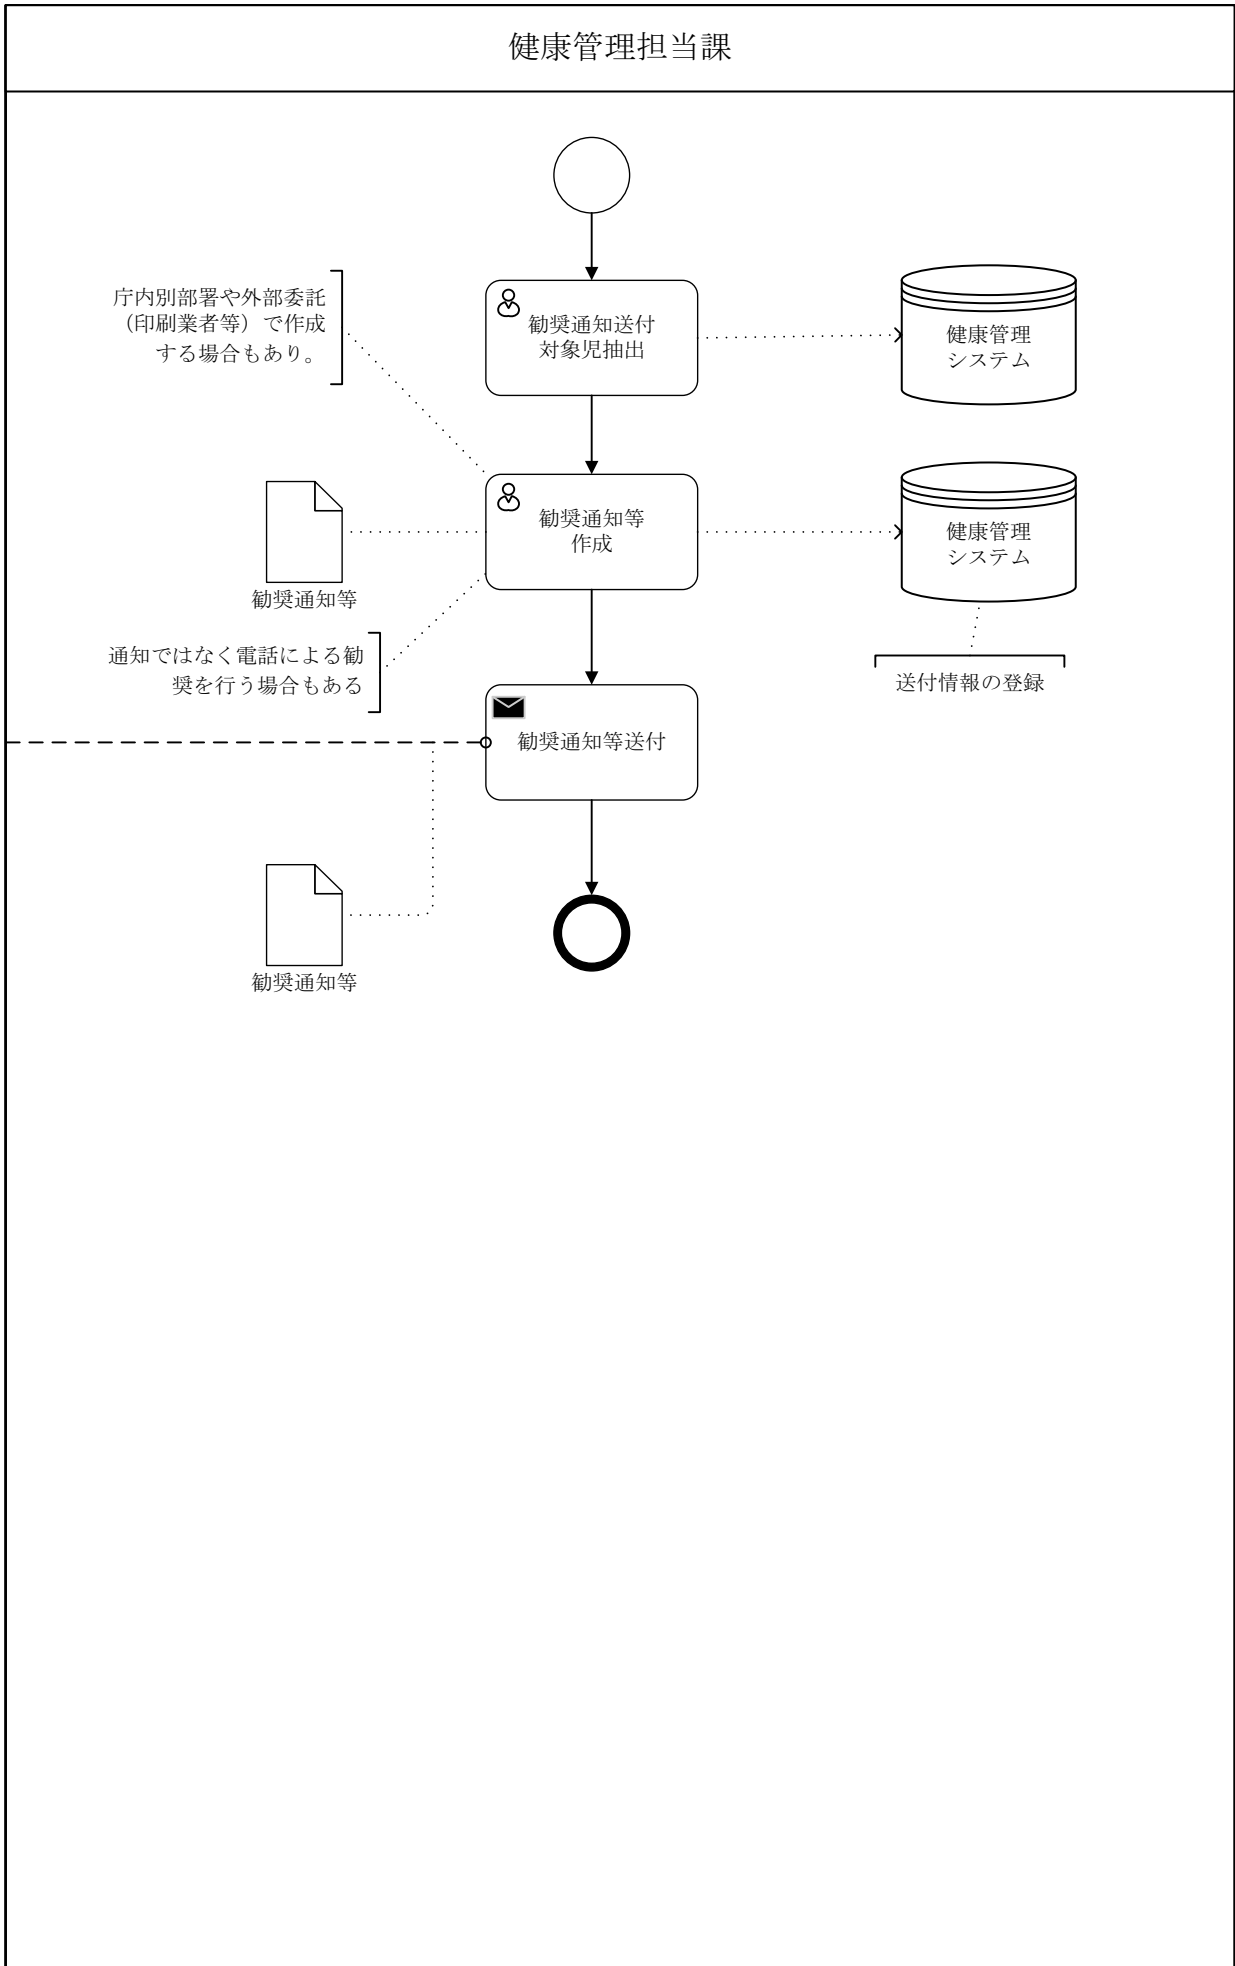 健康管理担当課
庁内別部署や外部委託
（印刷業者等）で作成
する場合もあり。
勧奨通知送付
対象児抽出
健康管理
システム
勧奨通知等
作成
健康管理
システム
勧奨通知等
通知ではなく電話による勧
奨を行う場合もある
送付情報の登録
勧奨通知等送付
勧奨通知等